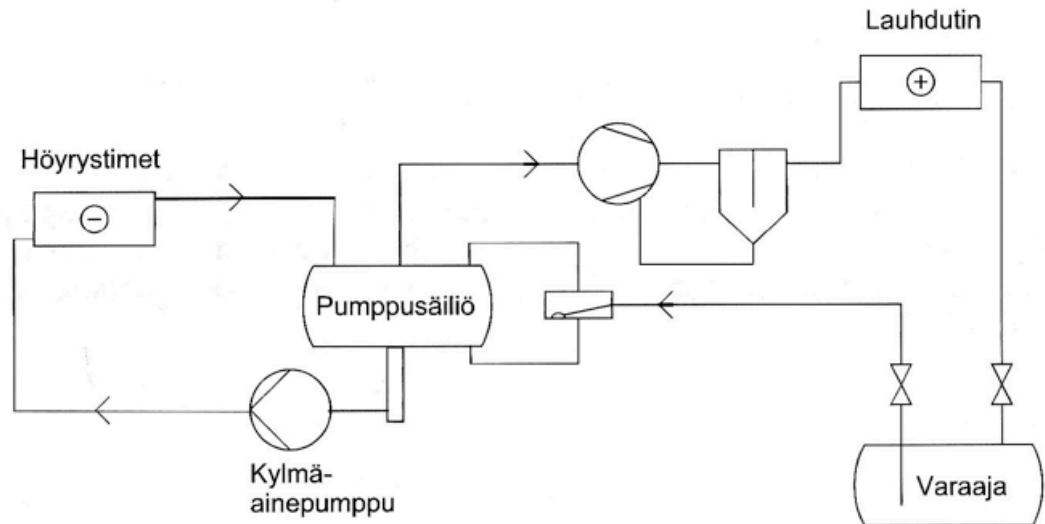 Lauhdutin
Höyrystimet
Pumppusäiliö
Kylmä-
ainepumppu
Varaaja